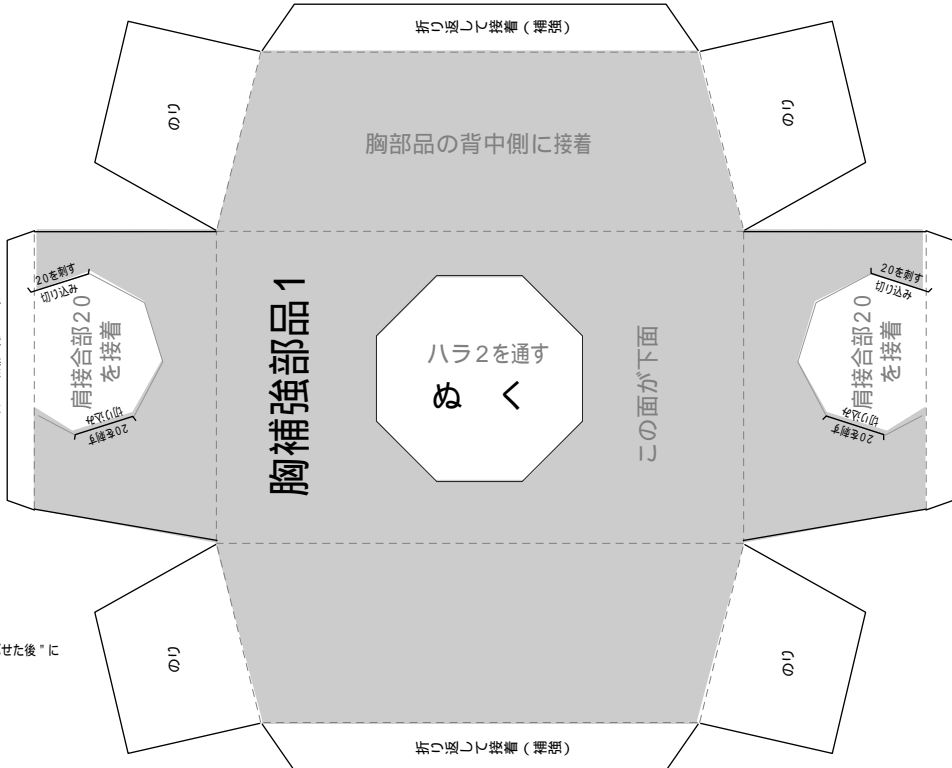 折り返して接着(補強)
のり
のり
胸部品の背中側に接着
20を刺す
切り込み
肩接合部20
を接着
切り込み
20を刺す
胸補強部品1
ハラ2を通す
ぬ く
この面が下面
20を刺す
切り込み
肩接合部20
を接着
切り込み
20を刺す
せた後"に
のり
のり
折り返して接着(補強)